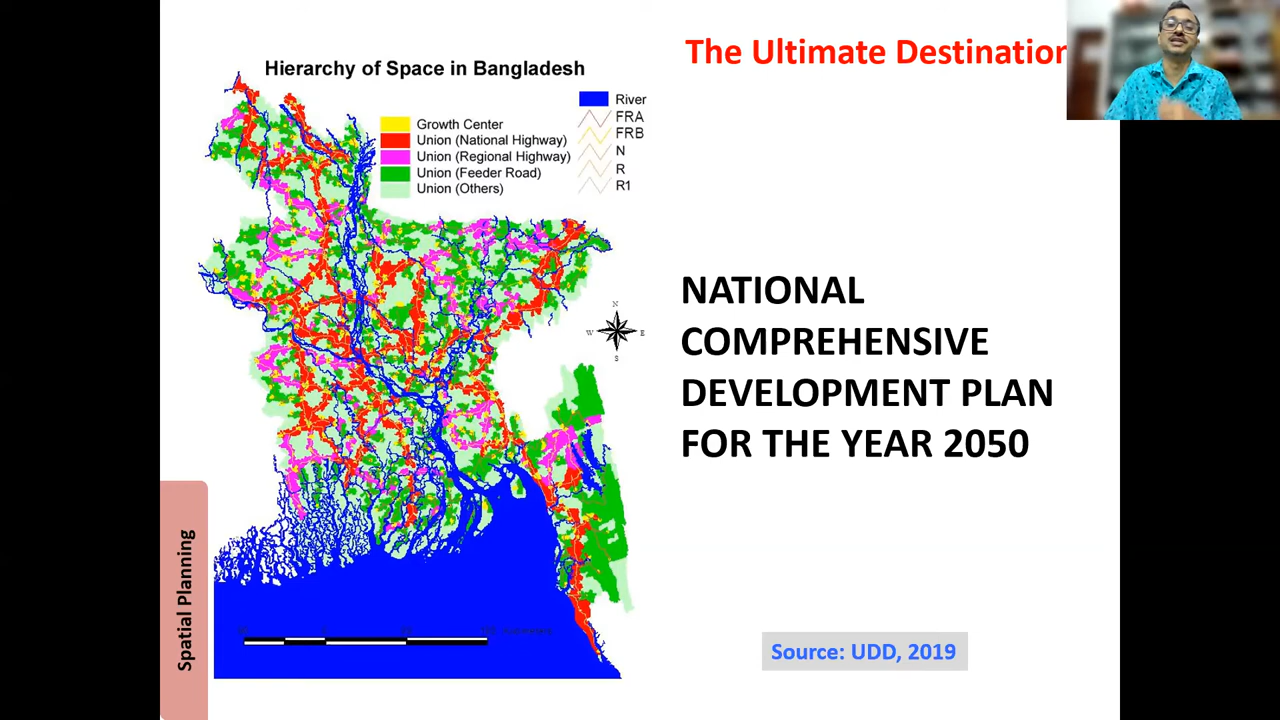 The Ultimate Destination
Hierarchy of Space in Bangladesh
River
FRA
FRB
N
R
R1
Growth Center
Union (National Highway)
Union (Regional Highway)
Union (Feeder Road)
Union (Others)
N
W E
S
NATIONAL
COMPREHENSIVE
DEVELOPMENT PLAN
FOR THE YEAR 2050
Spatial Planning
Source: UDD, 2019